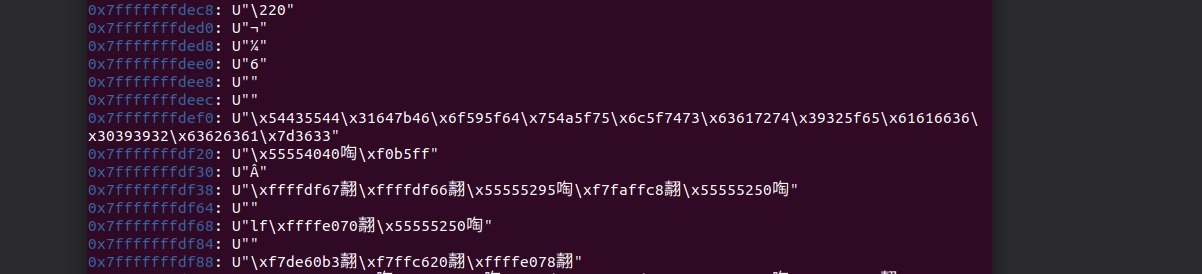 0x7fffffffdec8: U"\220"
0x7fffffffded0: U"¬"
0x7fffffffded8: U"¼"
0x7fffffffdee0: U"6"
0x7fffffffdee8: U""
0x7fffffffdeec: U""
0x7fffffffdef0: U"\x54435544\x31647b46\x6f595f64\x754a5f75\x6c5f7473\x63617274\x39325f65\x61616636\
x30393932\x63626361\x7d3633"
0x7fffffffdf20: U"\x55554040啕\xf0b5ff"
0x7fffffffdf30: U"Â"
0x7fffffffdf38: U"\xffffdf67翿\xffffdf66翿\x55555295啕\xf7faffc8翿\x55555250啕"
0x7fffffffdf64: U""
0x7fffffffdf68: U"lf\xffffe070翿\x55555250啕"
0x7fffffffdf84: U""
0x7fffffffdf88: U"\xf7de60b3翿\xf7ffc620翿\xffffe078翿"